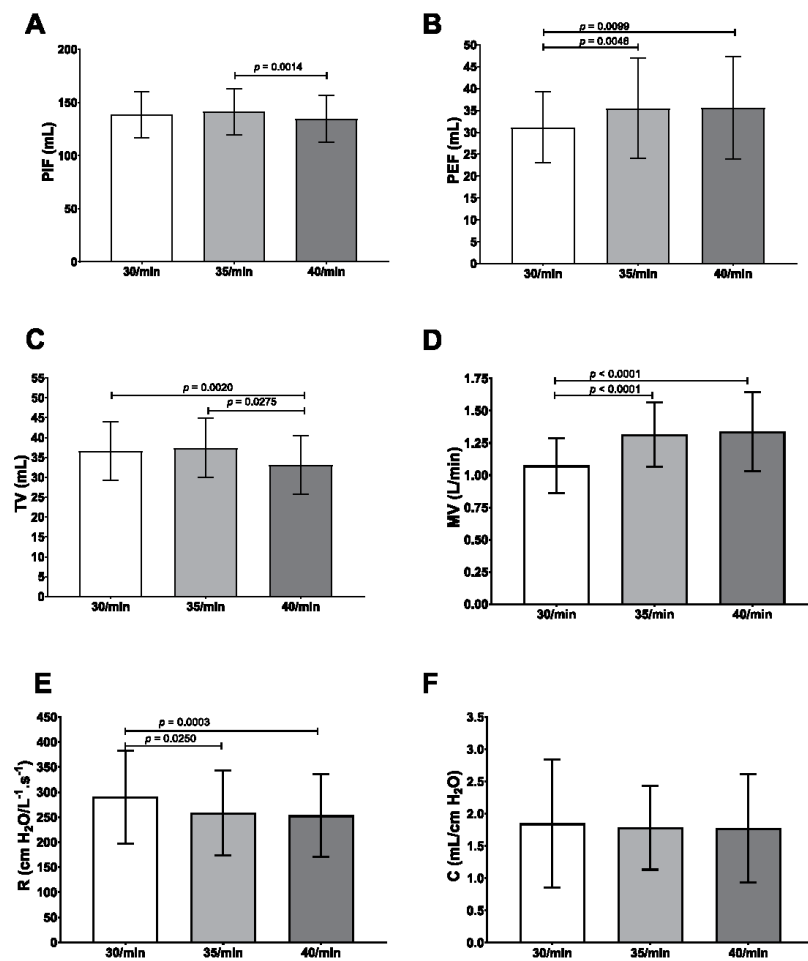 A
PIF (mL)
200
150
100
50
0
p = 0.0014
30/min 35/min 40/min
B
PEF (mL)
50
45
40
35
30
25
20
15
10
5
0
p = 0.0099
p = 0.0046
30/min 35/min 40/min
C
TV (mL)
55
50
45
40
35
30
25
20
15
10
5
0
p = 0.0020
p = 0.0275
30/min 35/min 40/min
D
MV (L/min)
1.75
1.50
1.25
1.00
0.75
0.50
0.25
0.00
p < 0.0001
p < 0.0001
30/min 35/min 40/min
E
R (cm H₂O/L⁻¹.s⁻¹)
450
400
350
300
250
200
150
100
50
0
p = 0.0003
p = 0.0250
30/min 35/min 40/min
F
C (mL/cm H₂O)
3.5
3.0
2.5
2.0
1.5
1.0
0.5
0.0
30/min 35/min 40/min